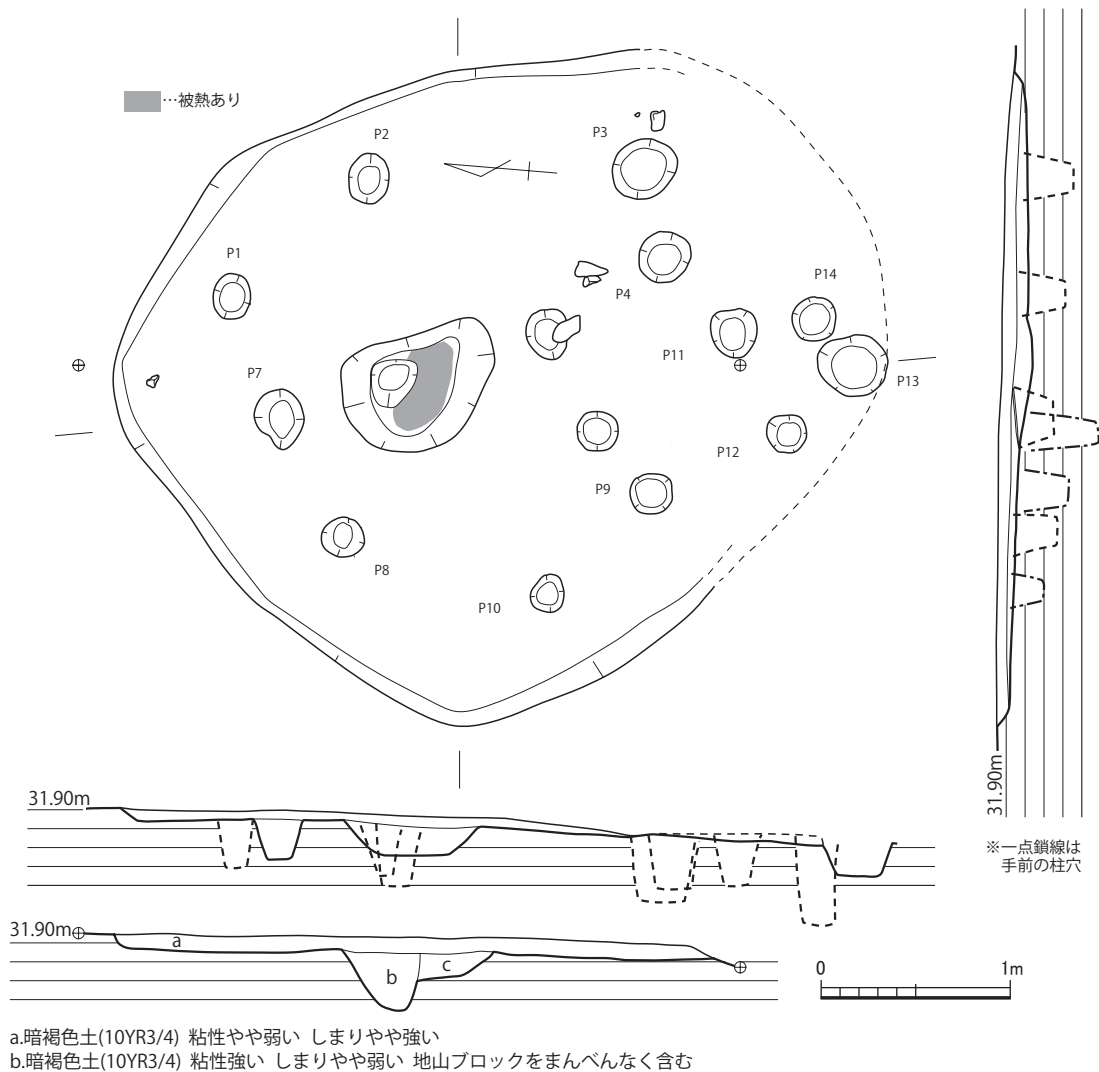 …被熱あり
P2
P3
P1
P4
P14
P11
P13
P7
P12
P9
P8
P10
31.90m
31.90m
※一点鎖線は
手前の柱穴
31.90m
a
b
c
0
1m
a.暗褐色土(10YR3/4) 粘性やや弱い しまりやや強い
b.暗褐色土(10YR3/4) 粘性強い しまりやや弱い 地山ブロックをまんべんなく含む